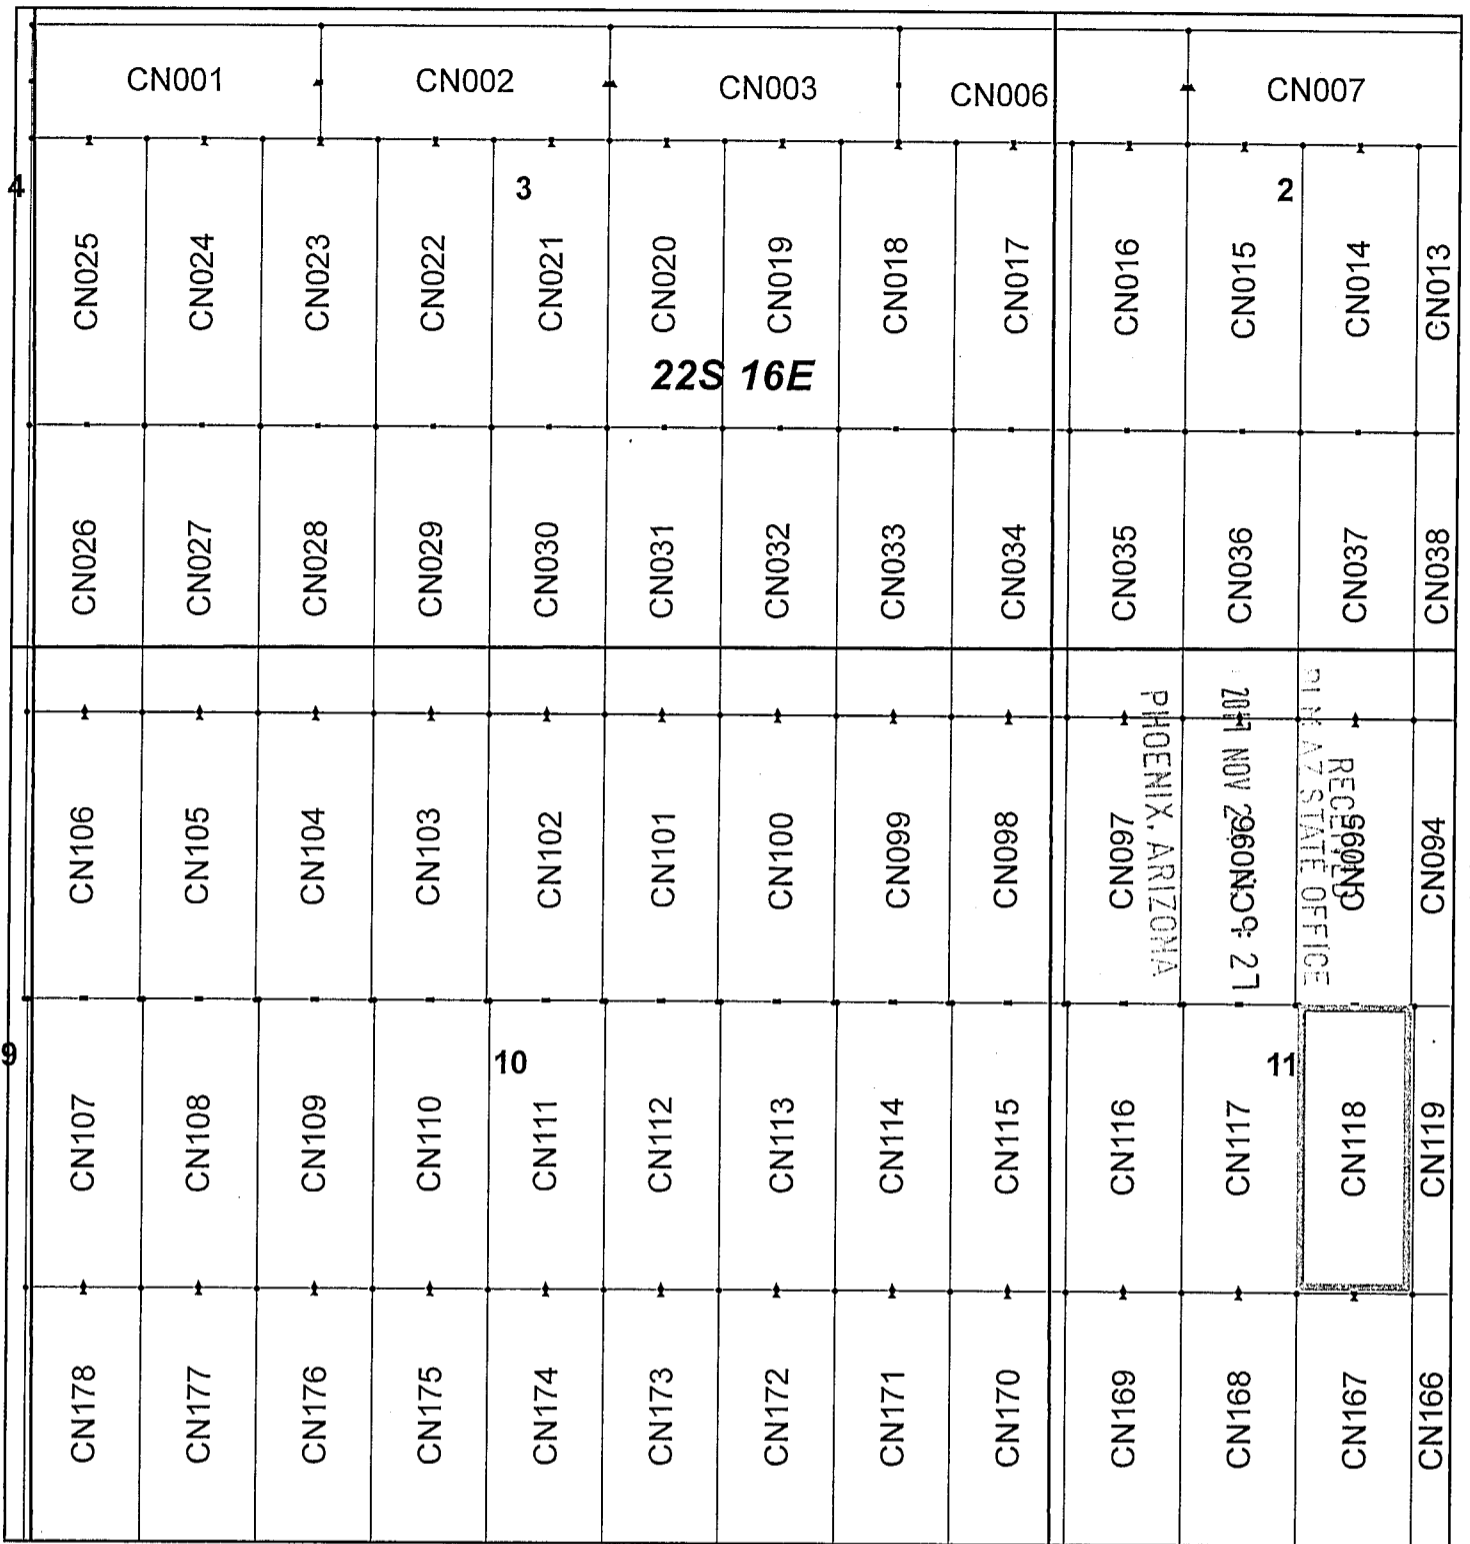 CN001 CN002 CN003 CN006 CN007
4 3 2
CN025 CN024 CN023 CN022 CN021 CN020 CN019 CN018 CN017 CN016 CN015 CN014 CN013
22S 16E
CN026 CN027 CN028 CN029 CN030 CN031 CN032 CN033 CN034 CN035 CN036 CN037 CN038
RECEIVED
AZ STATE OFFICE
NOV 2
27
PHOENIX, ARIZONA
CN106 CN105 CN104 CN103 CN102 CN101 CN100 CN099 CN098 CN097 CN096 CN095 CN094
9 10 11
CN107 CN108 CN109 CN110 CN111 CN112 CN113 CN114 CN115 CN116 CN117 CN118 CN119
CN178 CN177 CN176 CN175 CN174 CN173 CN172 CN171 CN170 CN169 CN168 CN167 CN166